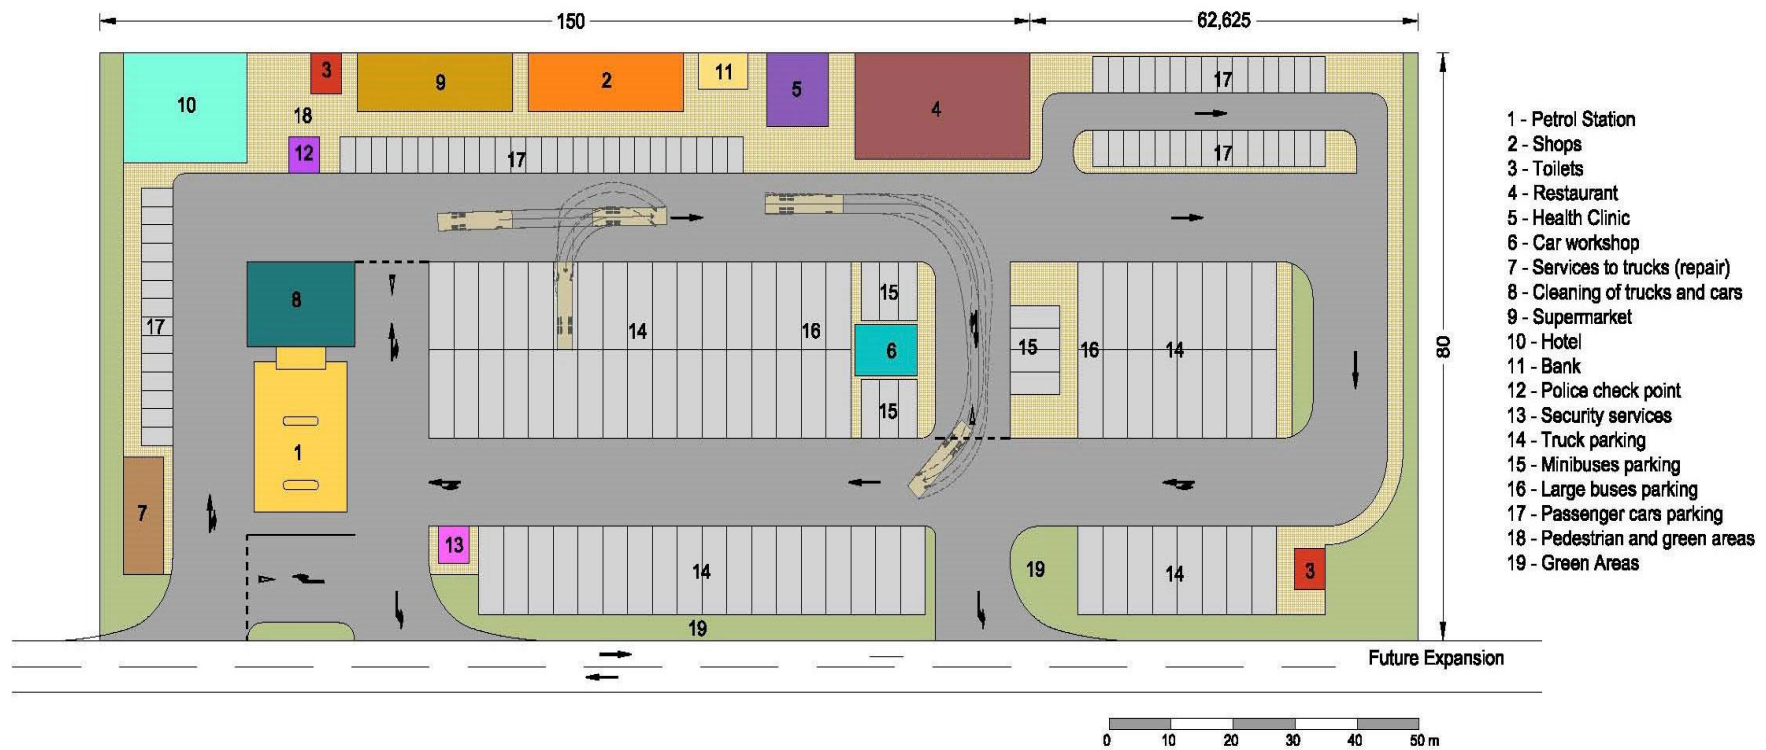 150
62,625
10
3
9
2
11
5
4
17
18
12
17
17
17
8
15
14
16
6
15
16
14
15
80
1
7
13
14
19
14
3
19
Future Expansion
0 10 20 30 40 50 m
1 - Petrol Station
2 - Shops
3 - Toilets
4 - Restaurant
5 - Health Clinic
6 - Car workshop
7 - Services to trucks (repair)
8 - Cleaning of trucks and cars
9 - Supermarket
10 - Hotel
11 - Bank
12 - Police check point
13 - Security services
14 - Truck parking
15 - Minibuses parking
16 - Large buses parking
17 - Passenger cars parking
18 - Pedestrian and green areas
19 - Green Areas